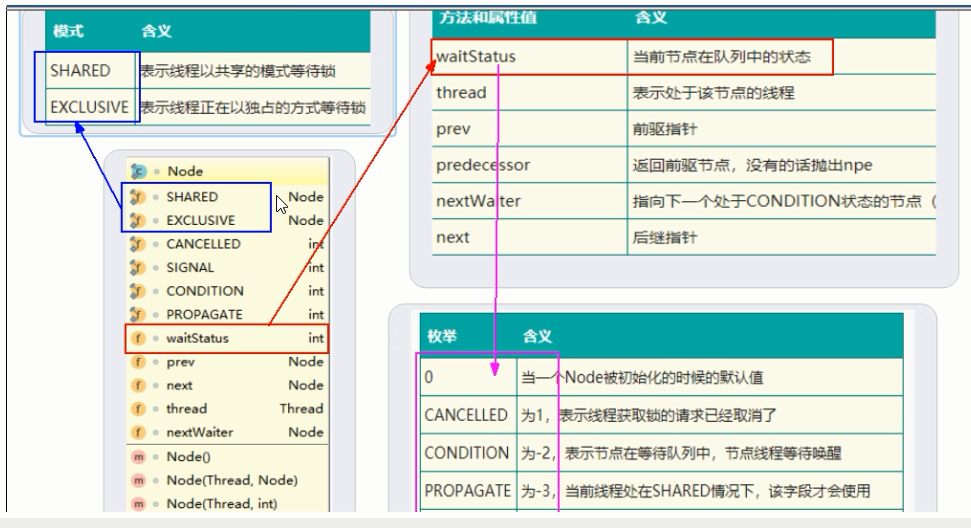 模式 含义
SHARED 表示线程以共享的模式等待锁
EXCLUSIVE 表示线程正在以独占的方式等待锁
方法和属性值 含义
waitStatus 当前节点在队列中的状态
thread 表示处于该节点的线程
prev 前驱指针
predecessor 返回前驱节点，没有的话抛出npe
nextWaiter 指向下一个处于CONDITION状态的节点（
next 后继指针
Node
SHARED Node
EXCLUSIVE Node
CANCELLED int
SIGNAL int
CONDITION int
PROPAGATE int
waitStatus int
prev Node
next Node
thread Thread
nextWaiter Node
Node()
Node(Thread, Node)
Node(Thread, int)
枚举 含义
0 当一个Node被初始化的时候的默认值
CANCELLED 为1，表示线程获取锁的请求已经取消了
CONDITION 为-2，表示节点在等待队列中，节点线程等待唤醒
PROPAGATE 为-3，当前线程处在SHARED情况下，该字段才会使用